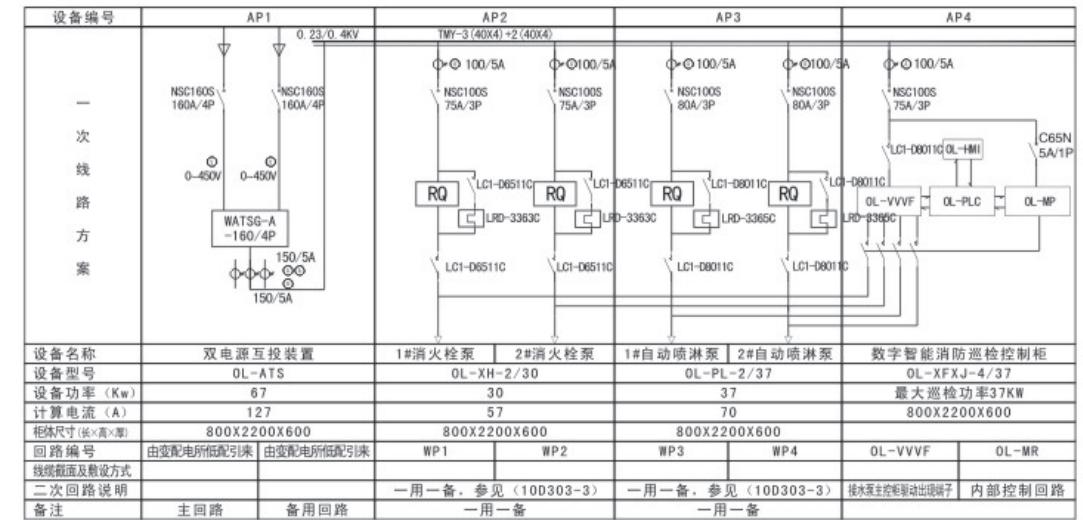 设备编号 AP1 AP2 AP3 AP4
0.23/0.4KV TMY-3(40X4)+2(40X4)
100/5A 100/5A 100/5A 100/5A 100/5A
NSC160S NSC160S NSC100S NSC100S NSC100S NSC100S NSC100S
160A/4P 160A/4P 75A/3P 75A/3P 80A/3P 80A/3P 75A/3P
一次线路方案
C65N
5A/1P
LC1-D8011C OL-HMI
0-450V 0-450V
RQ LC1-D6511C RQ LC1-D6511C RQ LC1-D8011C RQ LC1-D8011C
OL-VVVF OL-PLC OL-MP
LRD-3363C LRD-3363C LRD-3365C LRD-3365C
WATSG-A
-160/4P
150/5A
LC1-D6511C LC1-D6511C LC1-D8011C LC1-D8011C
150/5A
设备名称 双电源互投装置 1#消火栓泵 2#消火栓泵 1#自动喷淋泵 2#自动喷淋泵 数字智能消防巡检控制柜
设备型号 OL-ATS OL-XH-2/30 OL-PL-2/37 OL-XFXJ-4/37
设备功率（Kw） 67 30 37 最大巡检功率37KW
计算电流（A） 127 57 70 800X2200X600
柜体尺寸(长×高×厚) 800X2200X600 800X2200X600 800X2200X600
回路编号 由变配电所低配引来 由变配电所低配引来 WP1 WP2 WP3 WP4 OL-VVVF OL-MR
线缆截面及敷设方式
二次回路说明 一用一备，参见（10D303-3） 一用一备，参见（10D303-3） 接水泵主控柜驱动出现端子 内部控制回路
备注 主回路 备用回路 一用一备 一用一备